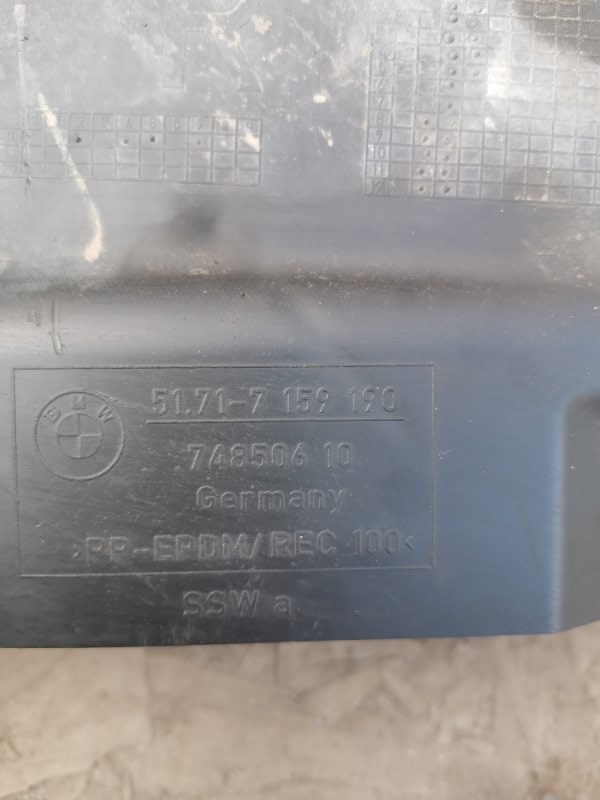 BMW
51.71-7 159 190
748506 10
Germany
>PP-EPDM/REC 100<
SSW a